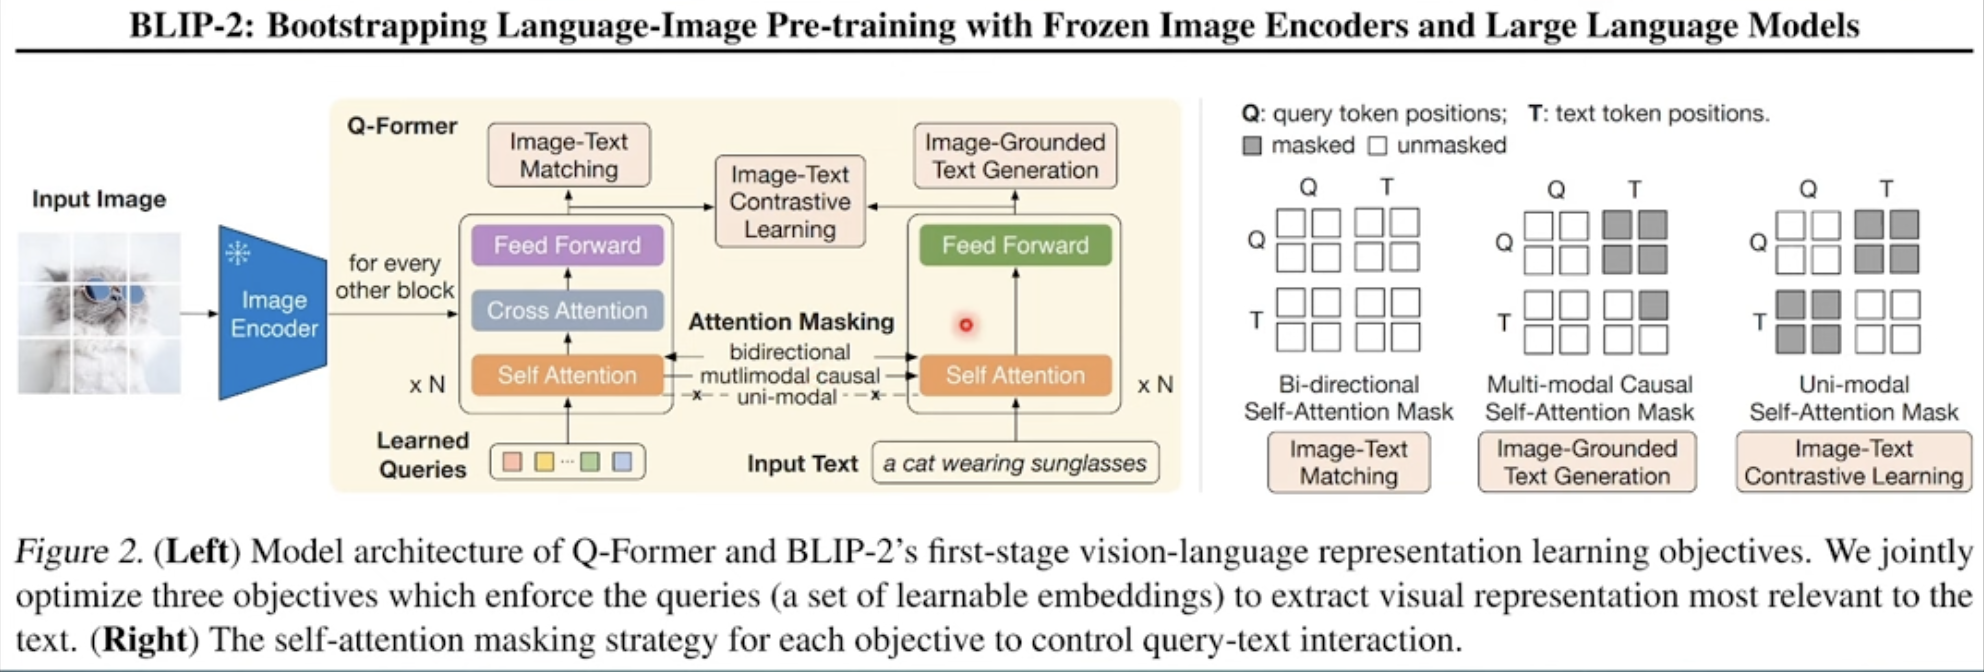 BLIP-2: Bootstrapping Language-Image Pre-training with Frozen Image Encoders and Large Language Models
Input Image
Image
Encoder
for every
other block
Q-Former
Image-Text
Matching
Image-Text
Contrastive
Learning
Image-Grounded
Text Generation
Feed Forward
Cross Attention
Self Attention
x N
Attention Masking
bidirectional
mutlimodal causal
x uni-modal x
Feed Forward
Self Attention
x N
Learned
Queries
...
Input Text
a cat wearing sunglasses
Q: query token positions; T: text token positions.
masked unmasked
Q T
Q
T
Bi-directional
Self-Attention Mask
Image-Text
Matching
Q T
Q
T
Multi-modal Causal
Self-Attention Mask
Image-Grounded
Text Generation
Q T
Q
T
Uni-modal
Self-Attention Mask
Image-Text
Contrastive Learning
Figure 2. (Left) Model architecture of Q-Former and BLIP-2's first-stage vision-language representation learning objectives. We jointly
optimize three objectives which enforce the queries (a set of learnable embeddings) to extract visual representation most relevant to the
text. (Right) The self-attention masking strategy for each objective to control query-text interaction.